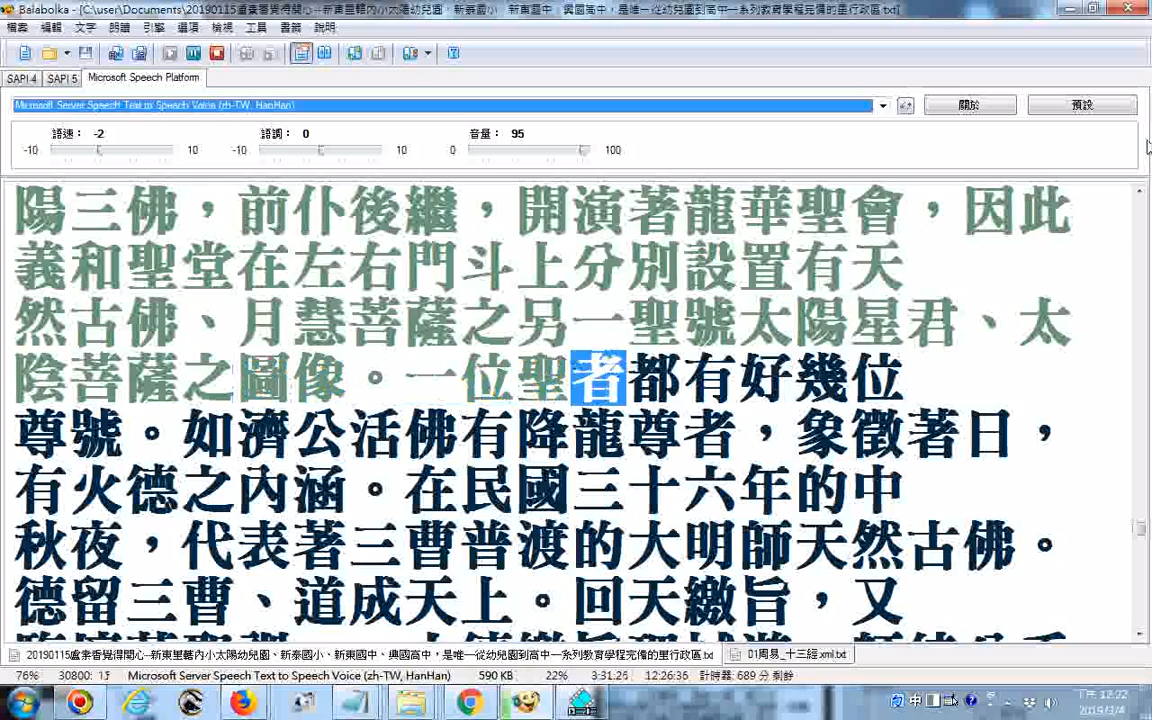 Balabolka - [C:\user\Documents\20190115盧彔香覺得開心--新東里轄內小太陽幼兒園，新泰國小、新東國中、興國高中，是唯一從幼兒園到高中一系列教育學程完備的里行政區.txt]
檔案 編輯 文字 朗讀 引擎 選項 檢視 工具 書籤 說明
SAPI 4 SAPI 5 Microsoft Speech Platform
Microsoft Server Speech Text to Speech Voice (zh-TW, HanHan) 關於 預設
語速： -2 語調： 0 音量： 95
-10 10 -10 10 0 100
陽三佛，前仆後繼，開演著龍華聖會，因此
義和聖堂在左右門斗上分別設置有天
然古佛、月慧菩薩之另一聖號太陽星君、太
陰菩薩之圖像。一位聖者都有好幾位
尊號。如濟公活佛有降龍尊者，象徵著日，
有火德之內涵。在民國三十六年的中
秋夜，代表著三曹普渡的大明師天然古佛。
德留三曹、道成天上。回天繳旨，又
20190115盧彔香覺得開心--新東里轄內小太陽幼兒園、新泰國小、新東國中、興國高中，是唯一從幼兒園到高中一系列教育學程完備的里行政區.txt 01周易_十三經.xml.txt
76% 30800: 15 Microsoft Server Speech Text to Speech Voice (zh-TW, HanHan) 590 KB 22% 3:31:26 12:26:36 計時器: 689 分 剩餘
中 下午 12:22
2019/3/4